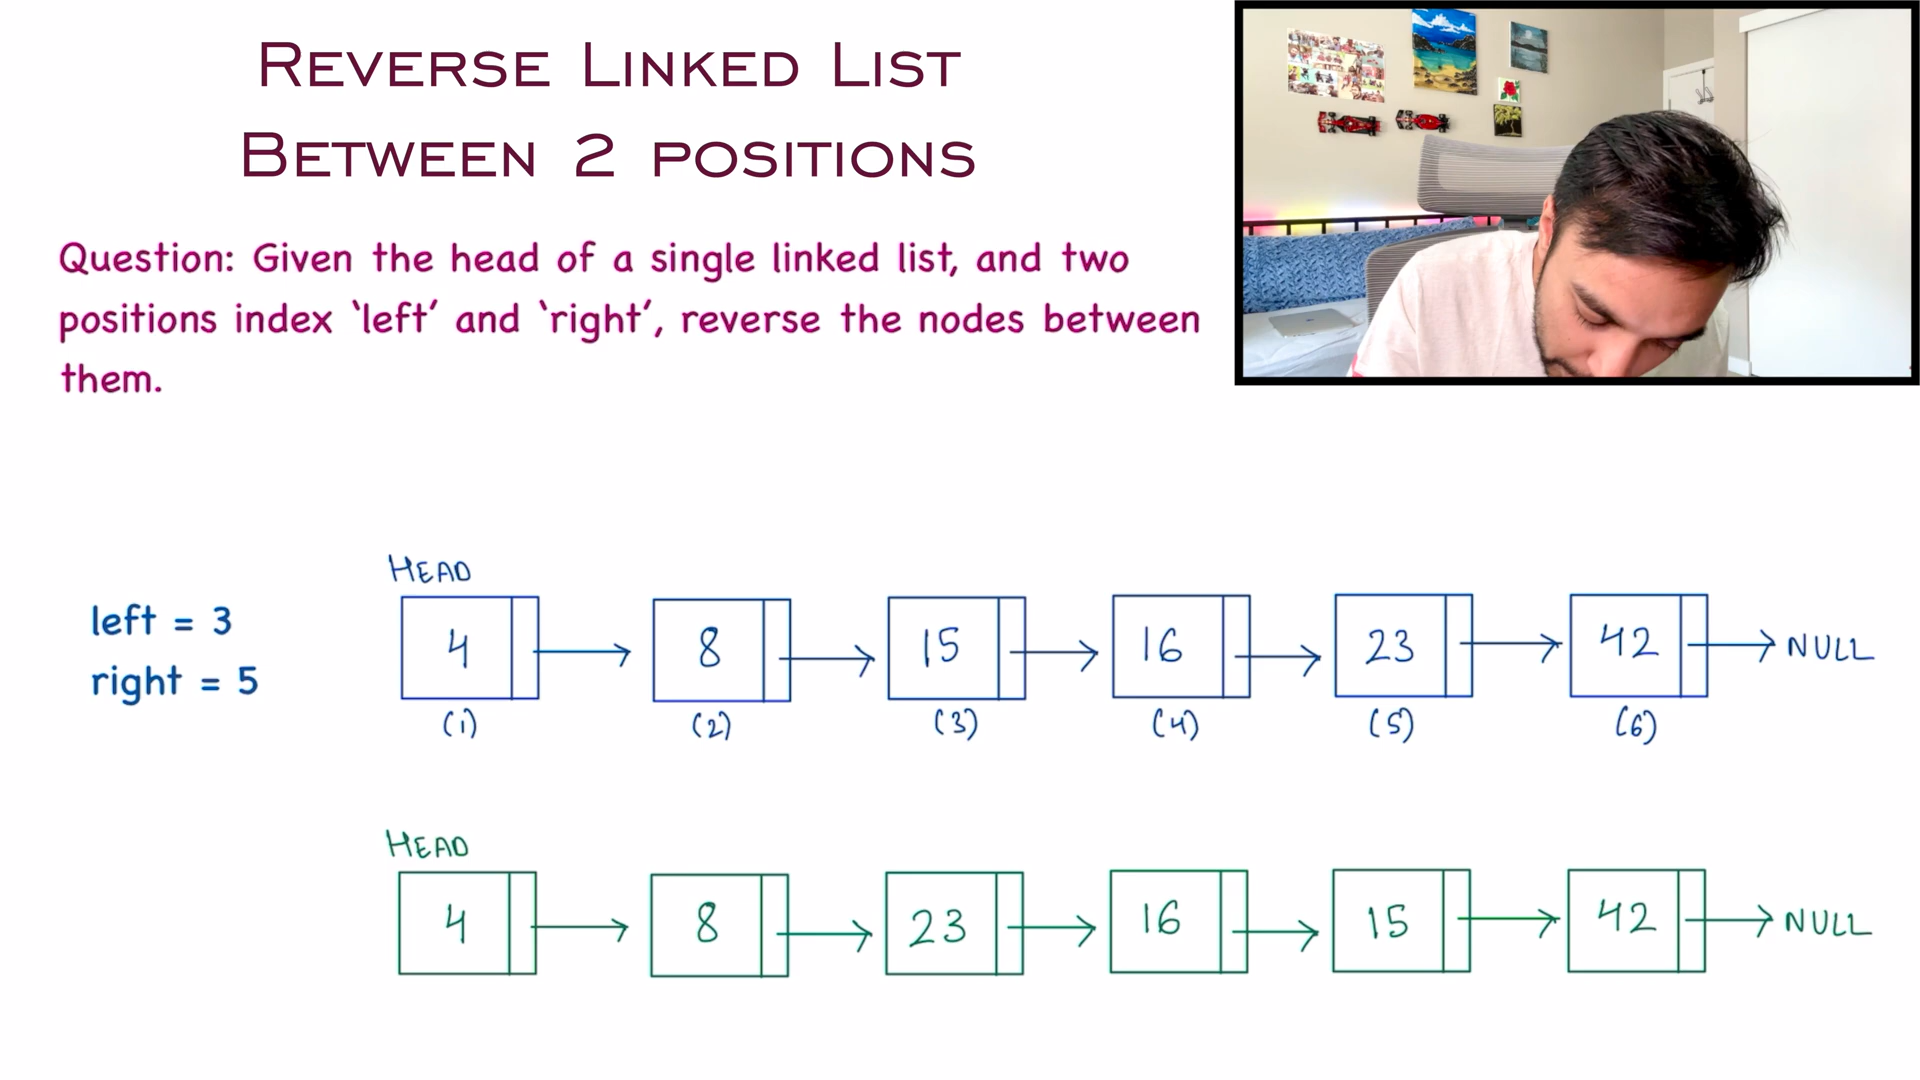 REVERSE LINKED LIST
BETWEEN 2 POSITIONS
Question: Given the head of a single linked list, and two
positions index ‘left’ and ‘right’, reverse the nodes between
them.
left = 3
right = 5
HEAD
4 8 15 16 23 42 NULL
(1) (2) (3) (4) (5) (6)
HEAD
4 8 23 16 15 42 NULL